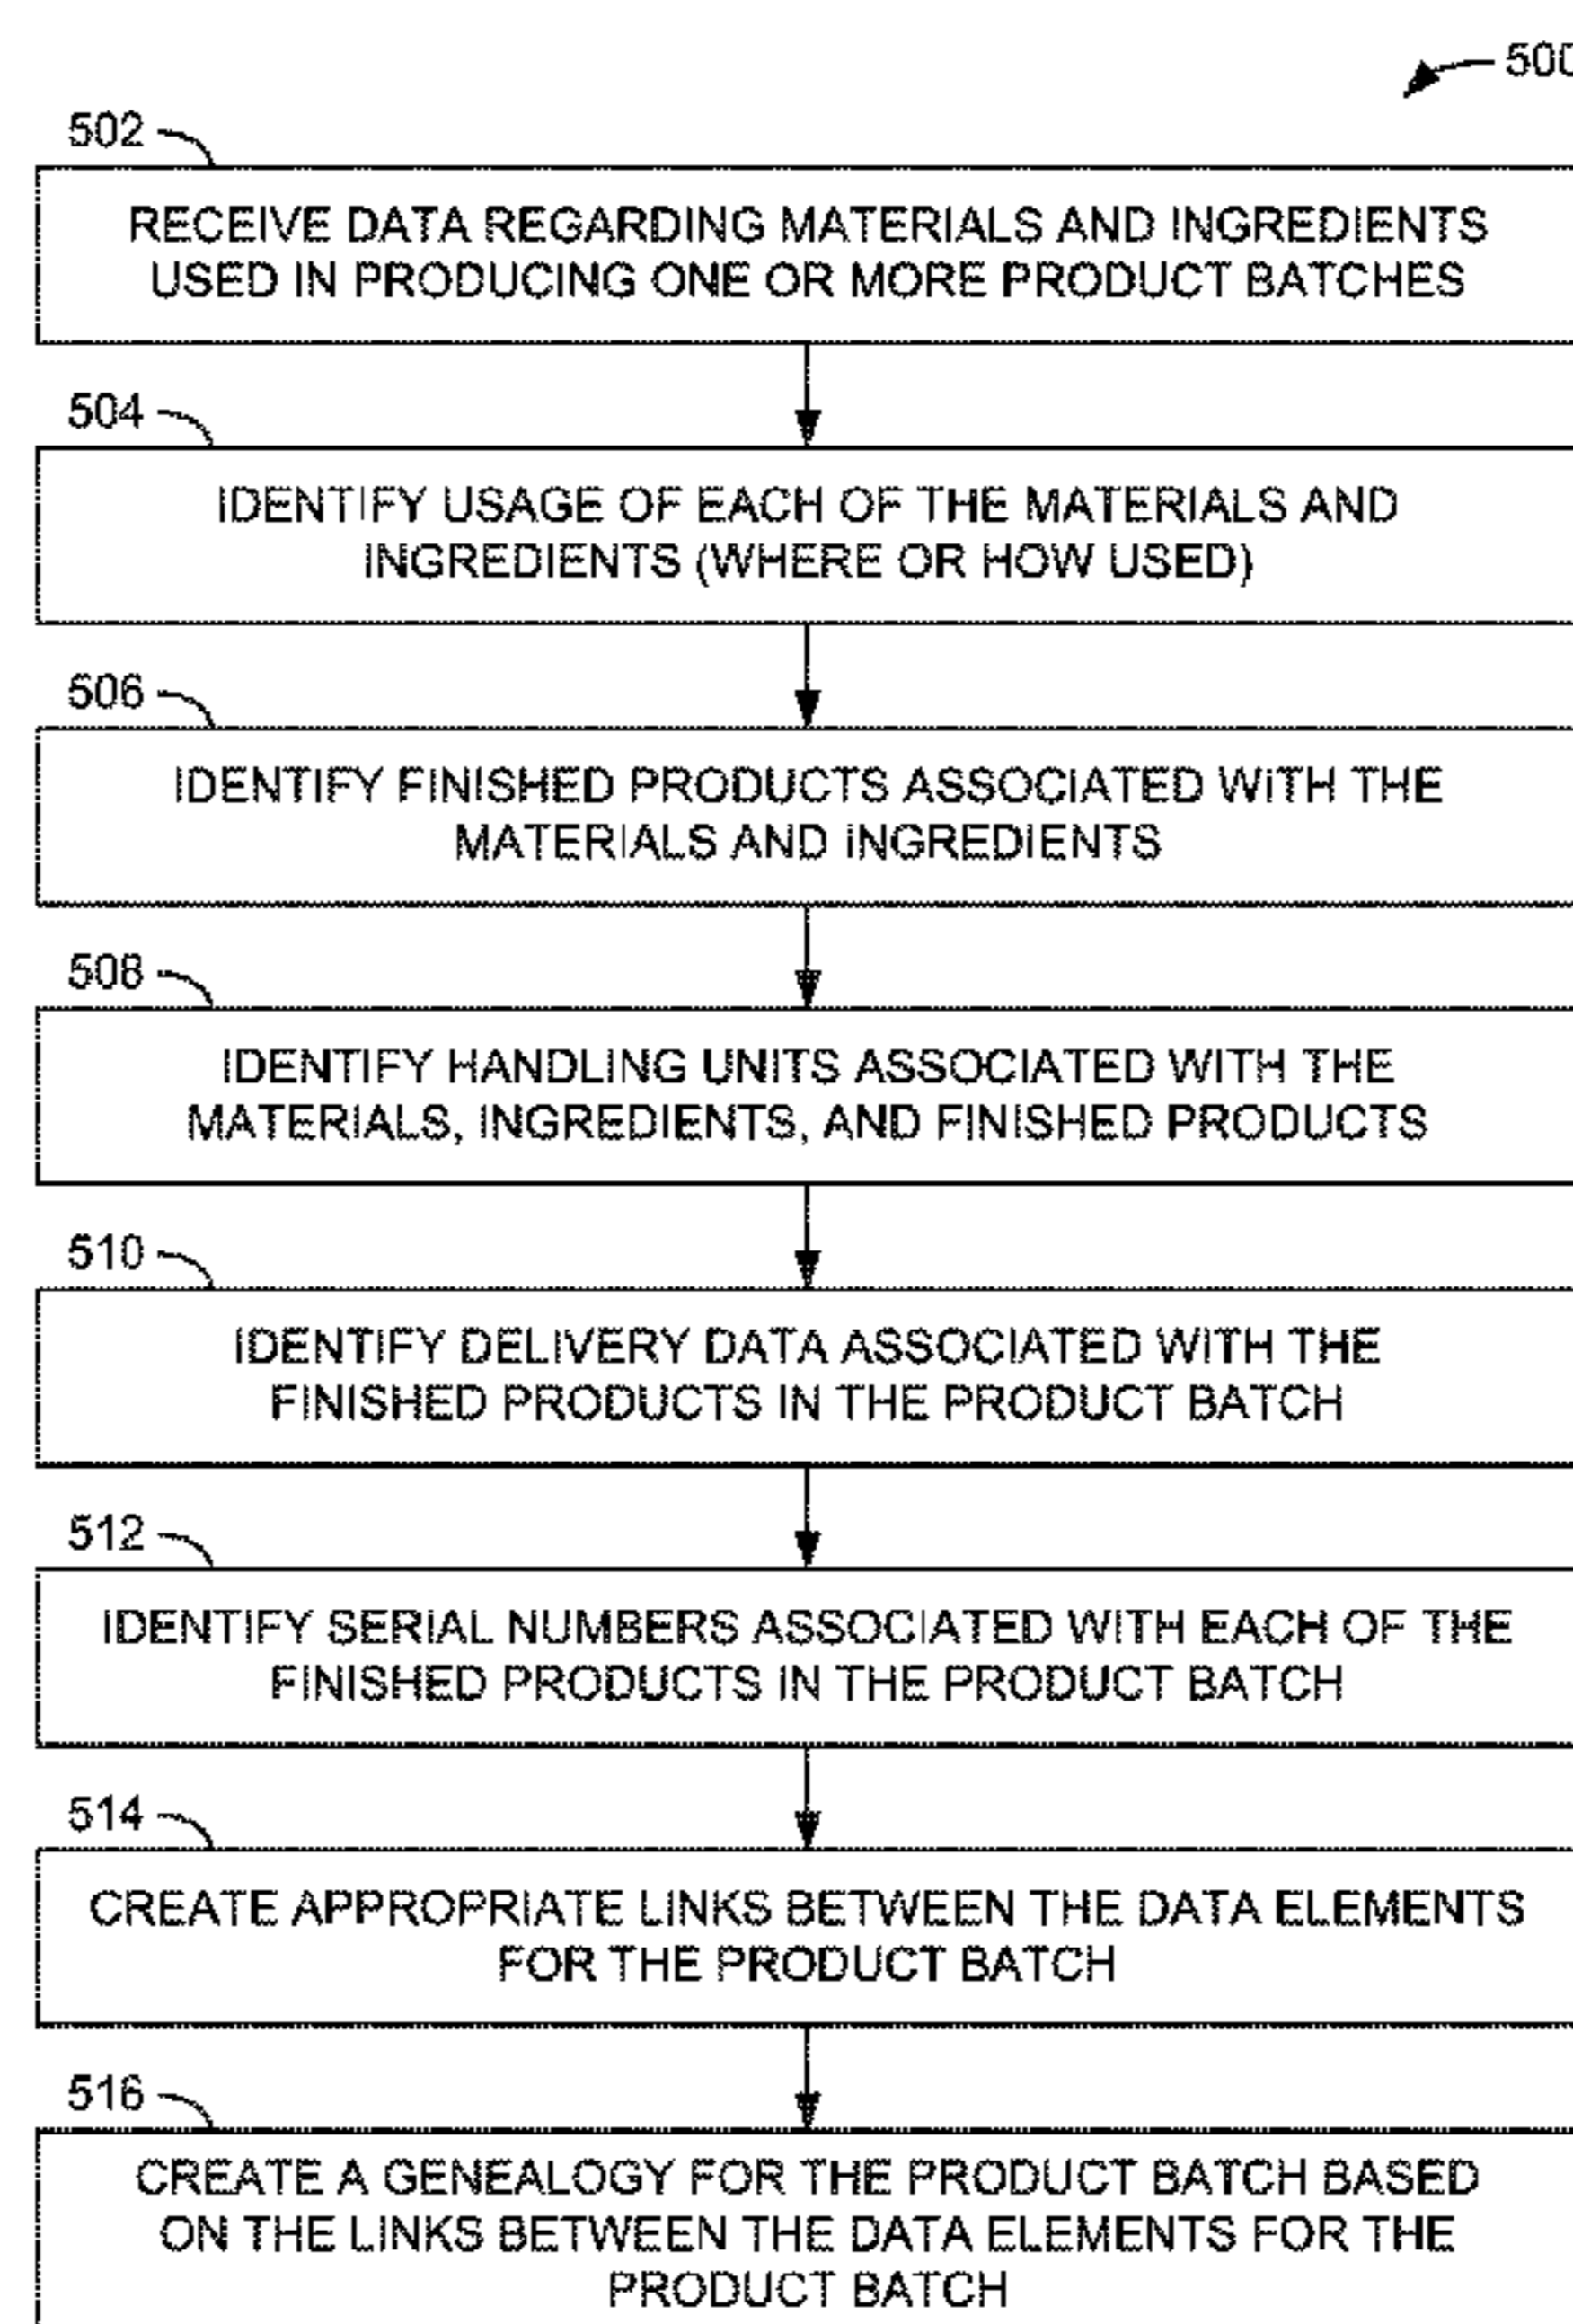 500
502
RECEIVE DATA REGARDING MATERIALS AND INGREDIENTS
USED IN PRODUCING ONE OR MORE PRODUCT BATCHES
504
IDENTIFY USAGE OF EACH OF THE MATERIALS AND
INGREDIENTS (WHERE OR HOW USED)
506
IDENTIFY FINISHED PRODUCTS ASSOCIATED WITH THE
MATERIALS AND INGREDIENTS
508
IDENTIFY HANDLING UNITS ASSOCIATED WITH THE
MATERIALS, INGREDIENTS, AND FINISHED PRODUCTS
510
IDENTIFY DELIVERY DATA ASSOCIATED WITH THE
FINISHED PRODUCTS IN THE PRODUCT BATCH
512
IDENTIFY SERIAL NUMBERS ASSOCIATED WITH EACH OF THE
FINISHED PRODUCTS IN THE PRODUCT BATCH
514
CREATE APPROPRIATE LINKS BETWEEN THE DATA ELEMENTS
FOR THE PRODUCT BATCH
516
CREATE A GENEALOGY FOR THE PRODUCT BATCH BASED
ON THE LINKS BETWEEN THE DATA ELEMENTS FOR THE
PRODUCT BATCH